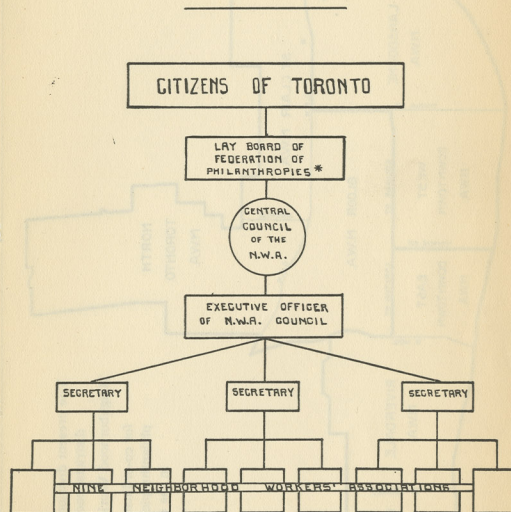 CITIZENS OF TORONTO
LAY BOARD OF
FEDERATION OF
PHILANTHROPIES *
CENTRAL
COUNCIL
OF THE
N.W.A.
EXECUTIVE OFFICER
OF N.W.A. COUNCIL
SECRETARY
SECRETARY
SECRETARY
NINE NEIGHBORHOOD WORKERS' ASSOCIATIONS